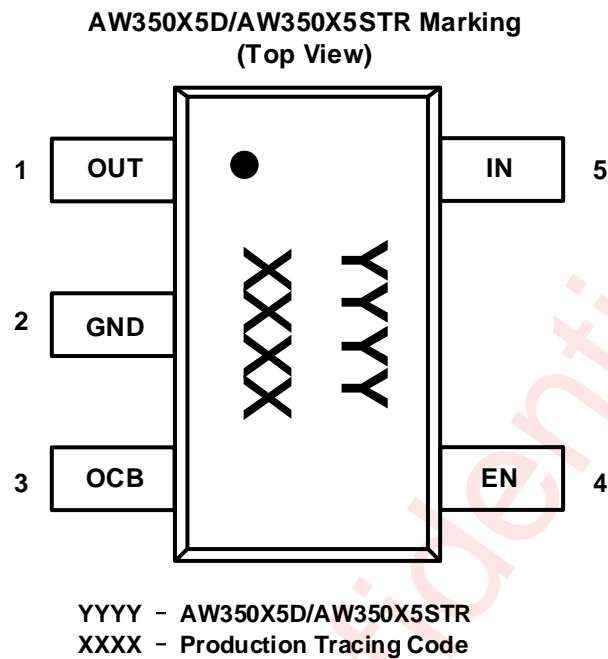 AW350X5D/AW350X5STR Marking
(Top View)
1 OUT IN 5
XXXX YYYY
2 GND
3 OCB EN 4
YYYY – AW350X5D/AW350X5STR
XXXX – Production Tracing Code